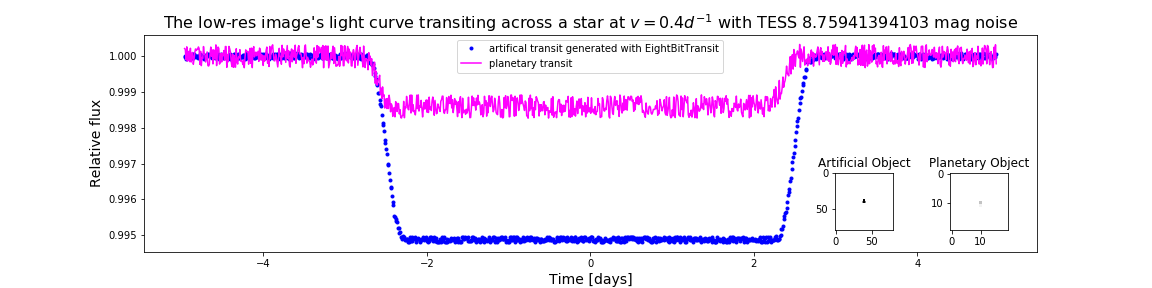 The low-res image's light curve transiting across a star at v = 0.4d⁻¹ with TESS 8.75941394103 mag noise
artifical transit generated with EightBitTransit
planetary transit
Relative flux
1.000
0.999
0.998
0.997
0.996
0.995
Artificial Object
Planetary Object
0
50
0
50
0
10
0
10
−4
−2
0
2
4
Time [days]